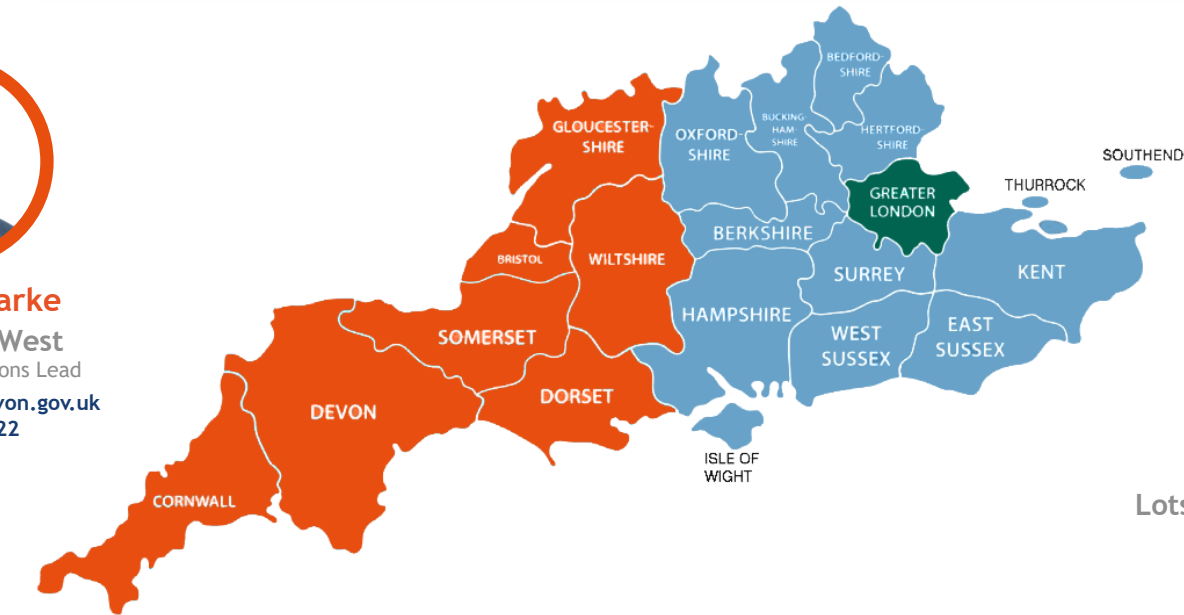 BEDFORD-
SHIRE
BUCKING-
HAM-
SHIRE
HERTFORD-
SHIRE
GLOUCESTER-
SHIRE
OXFORD-
SHIRE
SOUTHEND
THURROCK
GREATER
LONDON
BERKSHIRE
BRISTOL
WILTSHIRE
SURREY
KENT
arke
West
ons Lead
von.gov.uk
22
HAMPSHIRE
SOMERSET
WEST
SUSSEX
EAST
SUSSEX
DORSET
DEVON
ISLE OF
WIGHT
CORNWALL
Lots